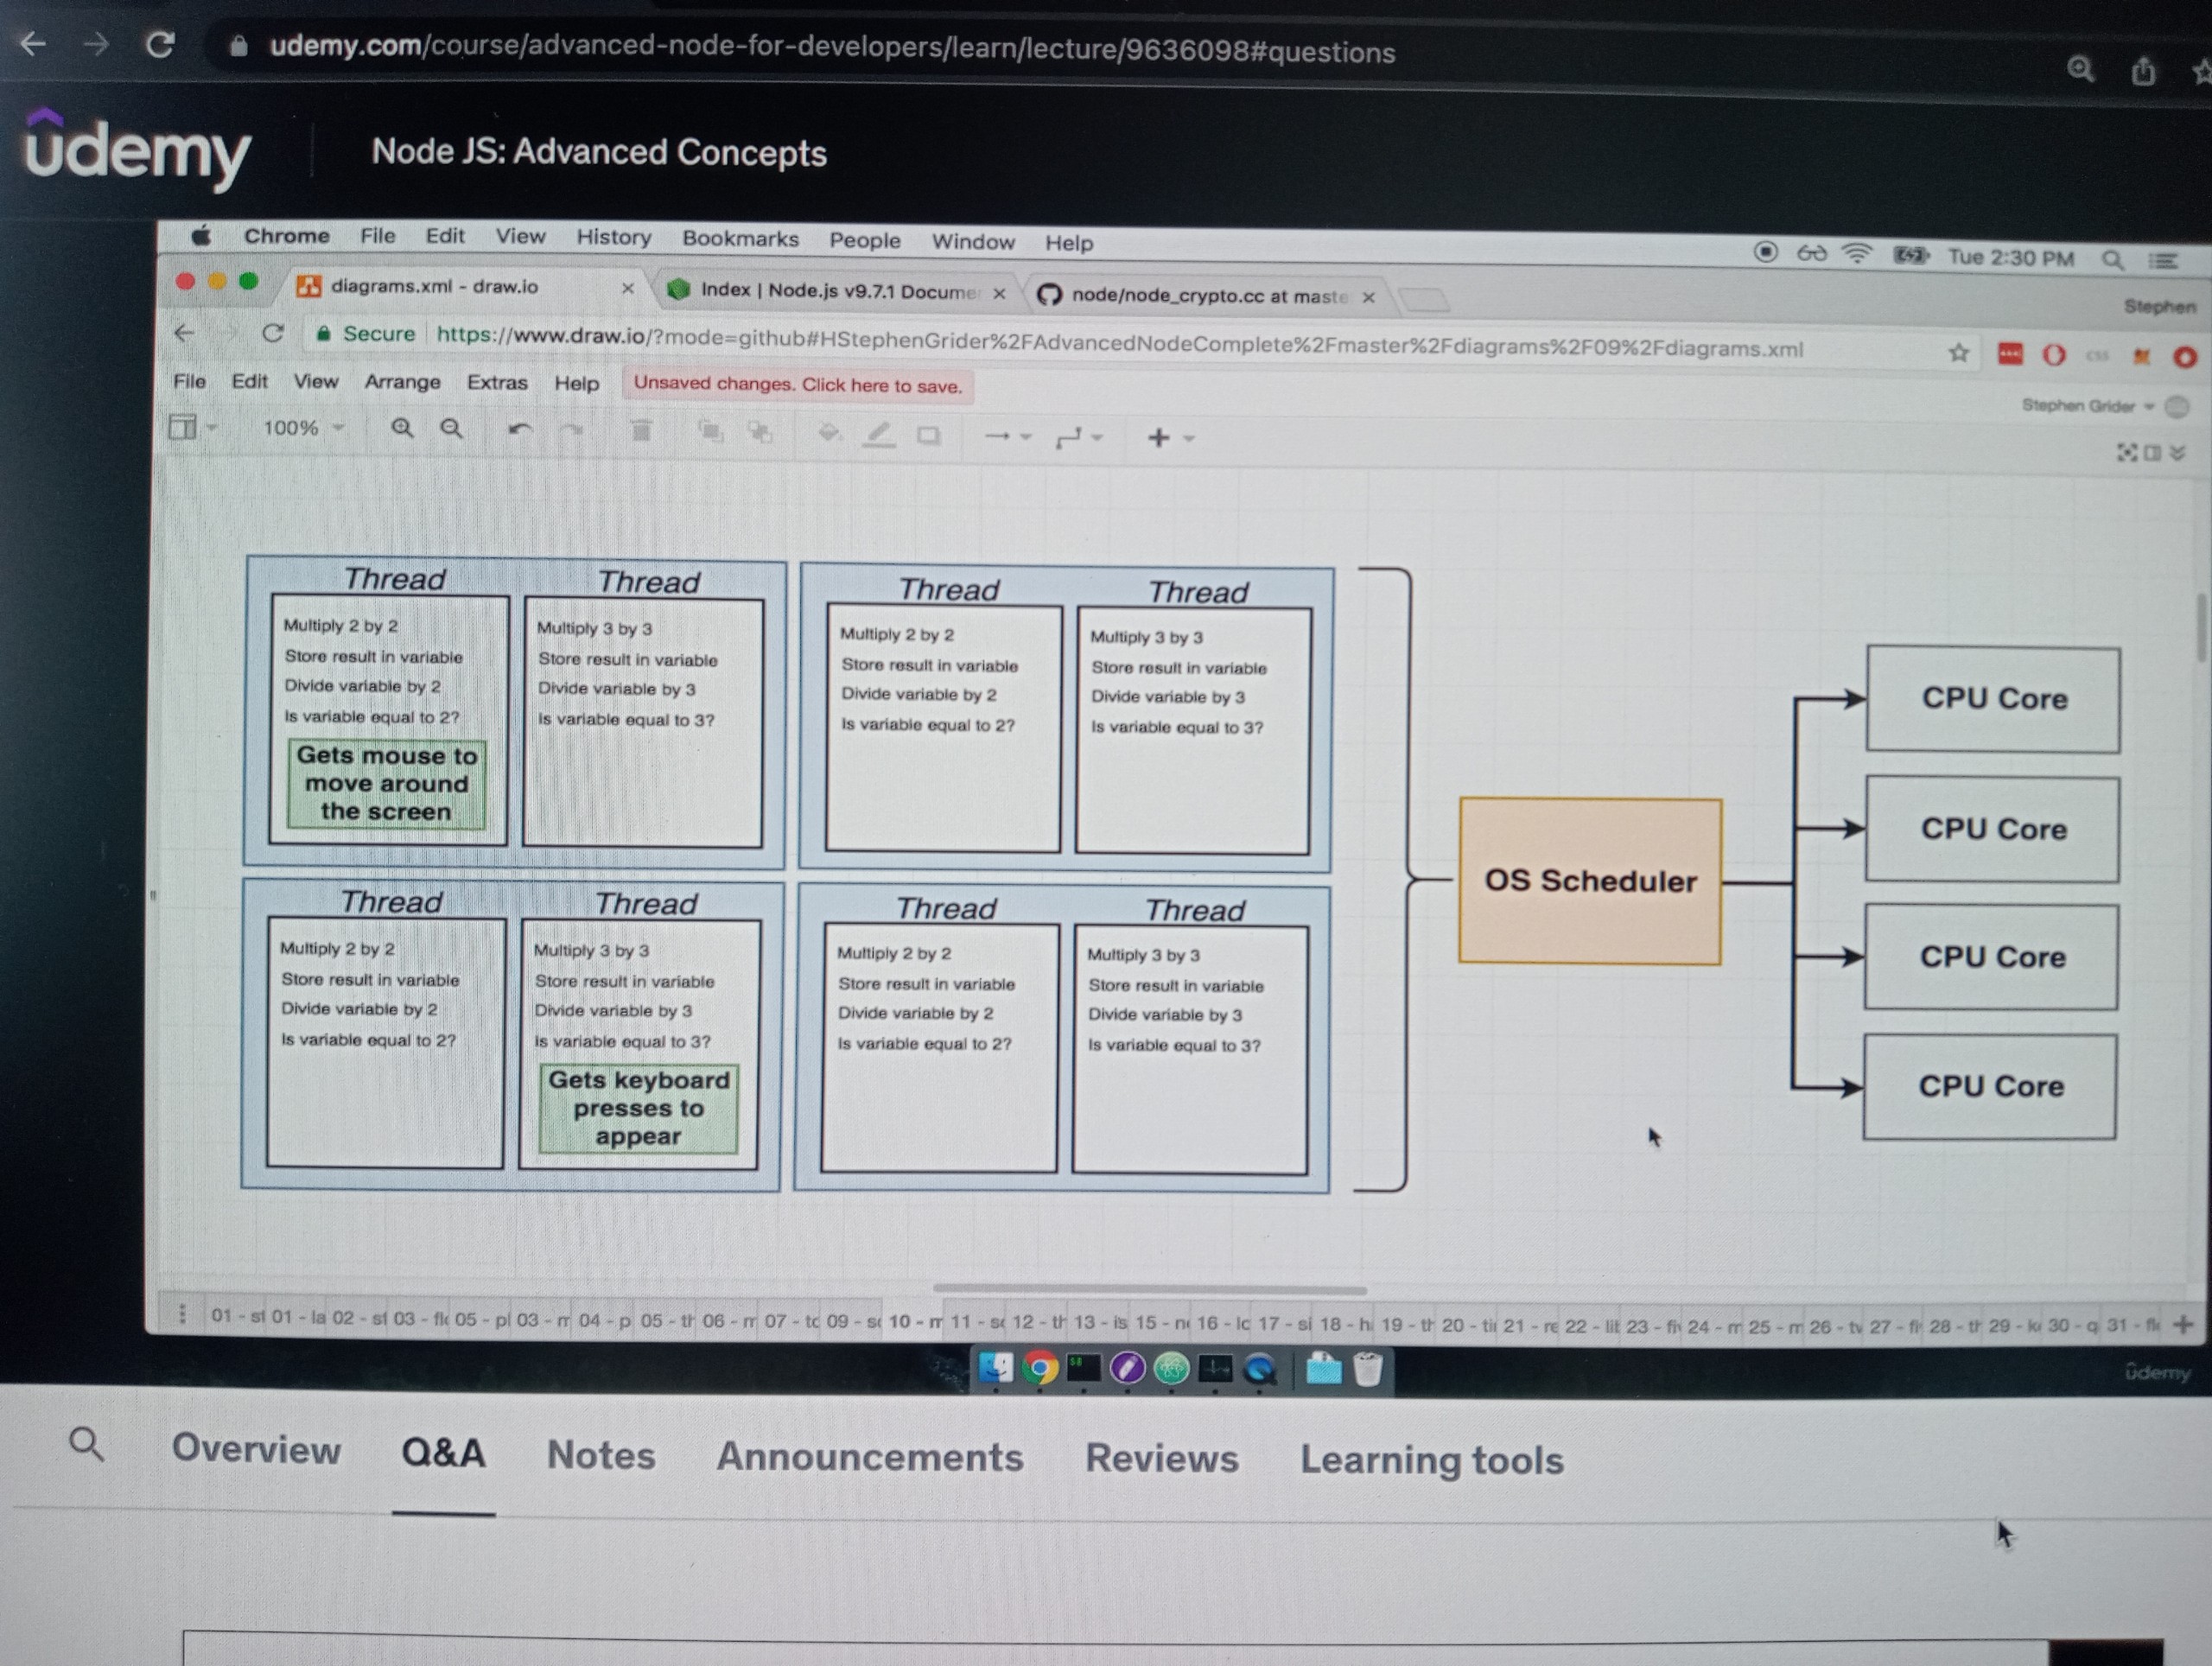 udemy.com/course/advanced-node-for-developers/learn/lecture/9636098#questions
ûdemy
Node JS: Advanced Concepts
Chrome File Edit View History Bookmarks People Window Help
Tue 2:30 PM
diagrams.xml - draw.io
Index | Node.js v9.7.1 Docume
node/node_crypto.cc at maste
Stephen
Secure https://www.draw.io/?mode=github#HStephenGrider%2FAdvancedNodeComplete%2Fmaster%2Fdiagrams%2F09%2Fdiagrams.xml
css
File Edit View Arrange Extras Help Unsaved changes. Click here to save.
Stephen Grider
100%
Thread
Multiply 2 by 2
Store result in variable
Divide variable by 2
Is variable equal to 2?
Gets mouse to
move around
the screen
Thread
Multiply 3 by 3
Store result in variable
Divide variable by 3
Is variable equal to 3?
Thread
Multiply 2 by 2
Store result in variable
Divide variable by 2
Is variable equal to 2?
Thread
Multiply 3 by 3
Store result in variable
Divide variable by 3
Is variable equal to 3?
Thread
Multiply 2 by 2
Store result in variable
Divide variable by 2
Is variable equal to 2?
Thread
Multiply 3 by 3
Store result in variable
Divide variable by 3
Is variable equal to 3?
Gets keyboard
presses to
appear
Thread
Multiply 2 by 2
Store result in variable
Divide variable by 2
Is variable equal to 2?
Thread
Multiply 3 by 3
Store result in variable
Divide variable by 3
Is variable equal to 3?
OS Scheduler
CPU Core
CPU Core
CPU Core
CPU Core
01 - st 01 - la 02 - st 03 - flo 05 - pl 03 - m 04 - p 05 - th 06 - m 07 - to 09 - so 10 - m 11 - so 12 - th 13 - is 15 - no 16 - lo 17 - si 18 - h 19 - th 20 - tii 21 - re 22 - lib 23 - fi 24 - m 25 - m 26 - tw 27 - fi 28 - th 29 - k 30 - q 31 - fl
ûdemy
Overview Q&A Notes Announcements Reviews Learning tools